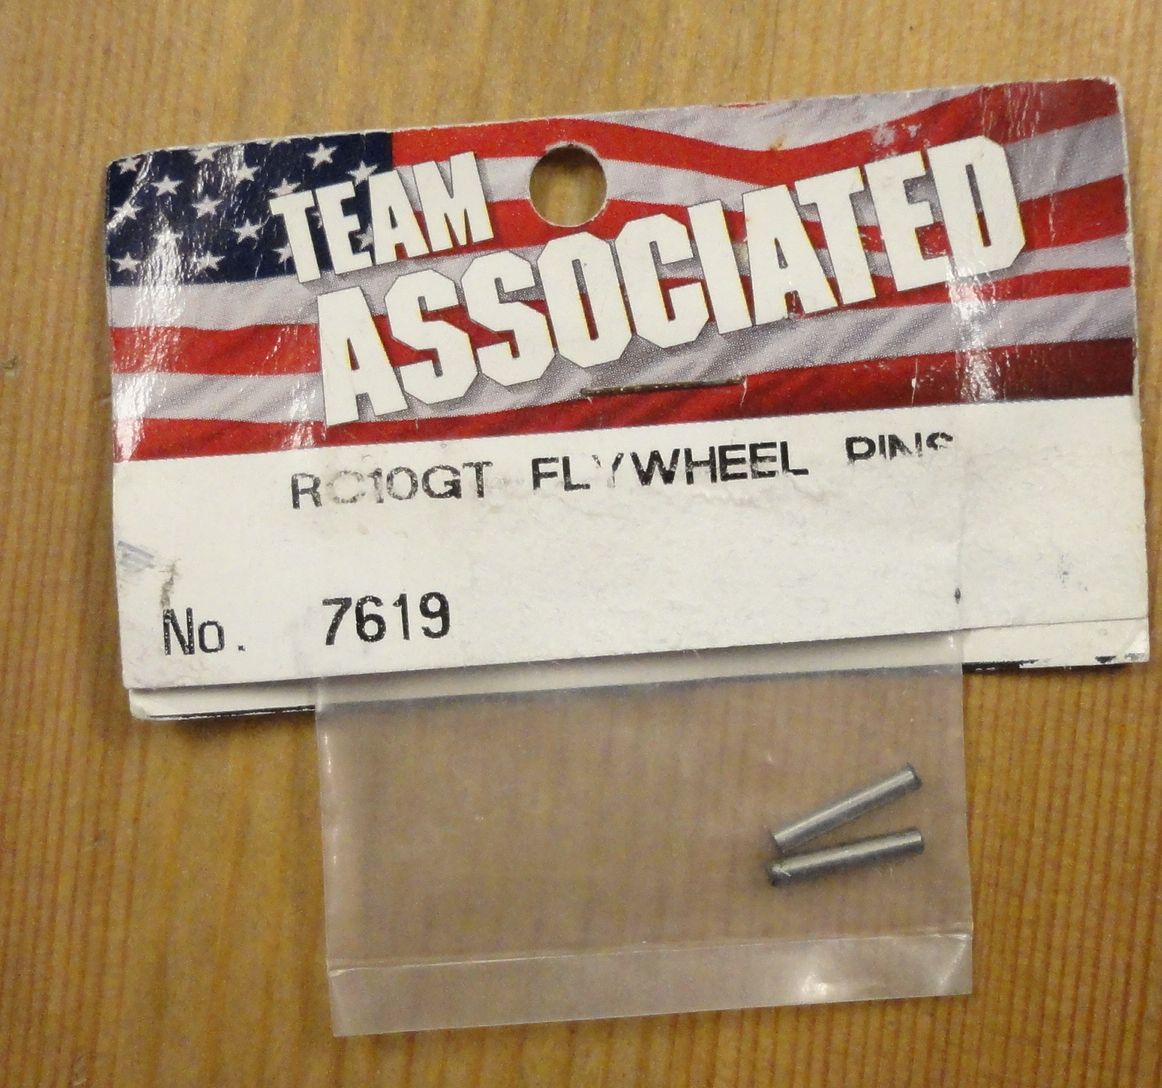 TEAM
ASSOCIATED
RC10GT FLYWHEEL PINS
No. 7619